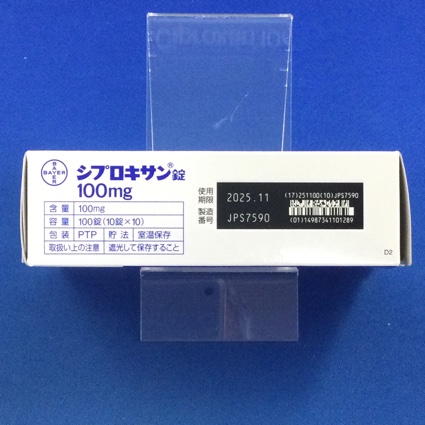 BAYER
BAYER
シプロキサン®錠
100mg
含量 100mg
容量 100錠(10錠×10)
包装 PTP 貯法 室温保存
取扱い上の注意 遮光して保存すること
使用期限 2025.11
製造番号 JPS7590
(17)251100(10)JPS7590
(01)14987341101289
D2